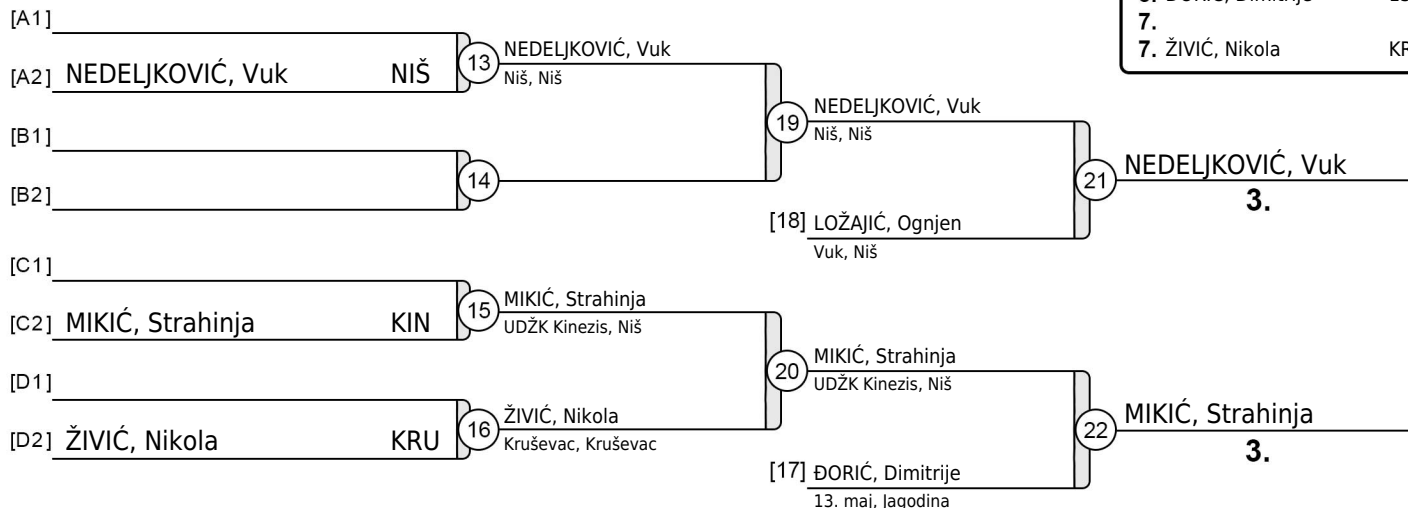 [A1]
[A2] NEDELJKOVIĆ, Vuk NIŠ
13
NEDELJKOVIĆ, Vuk
Niš, Niš
[B1]
[B2]
14
19
NEDELJKOVIĆ, Vuk
Niš, Niš
[18] LOŽAJIĆ, Ognjen
Vuk, Niš
21
NEDELJKOVIĆ, Vuk
3.
[C1]
[C2] MIKIĆ, Strahinja KIN
15
MIKIĆ, Strahinja
UDŽK Kinezis, Niš
[D1]
[D2] ŽIVIĆ, Nikola KRU
16
ŽIVIĆ, Nikola
Kruševac, Kruševac
20
MIKIĆ, Strahinja
UDŽK Kinezis, Niš
[17] ĐORIĆ, Dimitrije
13. maj, Jagodina
22
MIKIĆ, Strahinja
3.
7.
7. ŽIVIĆ, Nikola